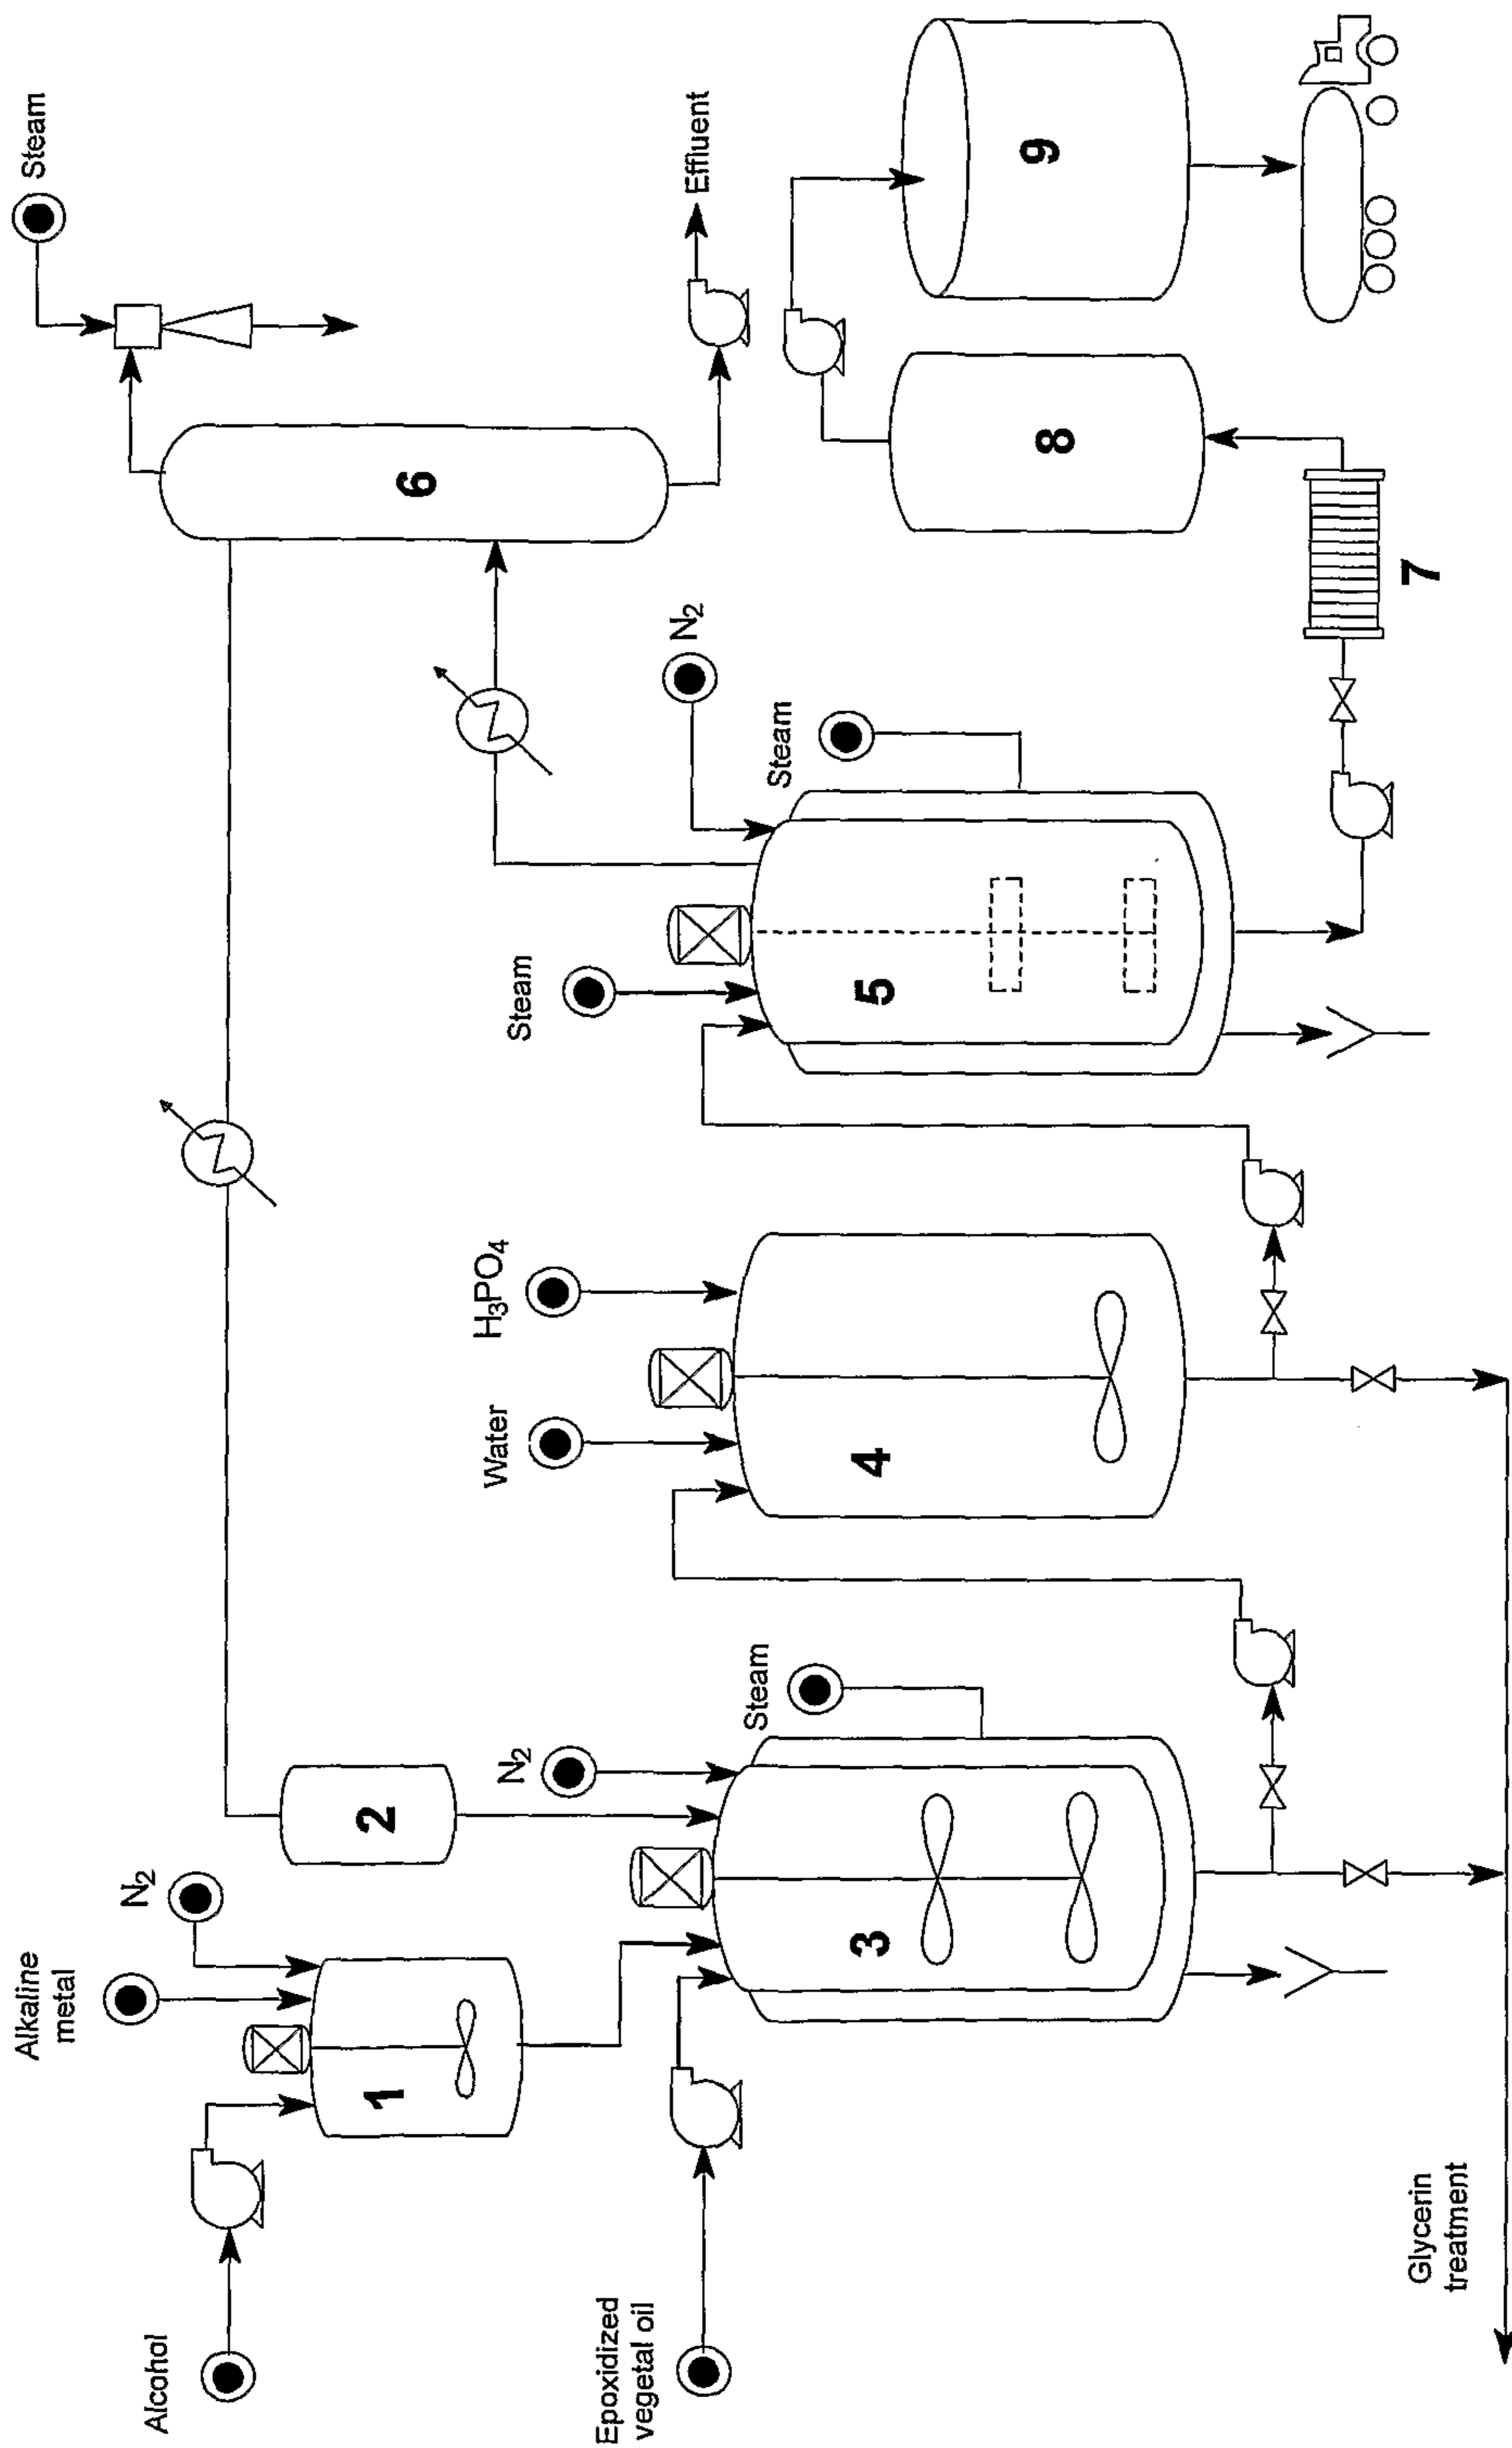 Alcohol
Alkaline
metal
N2
1
2
Steam
6
Effluent
Epoxidized
vegetal oil
N2
Steam
3
Water
H3PO4
4
Steam
N2
Steam
5
7
8
9
Glycerin
treatment